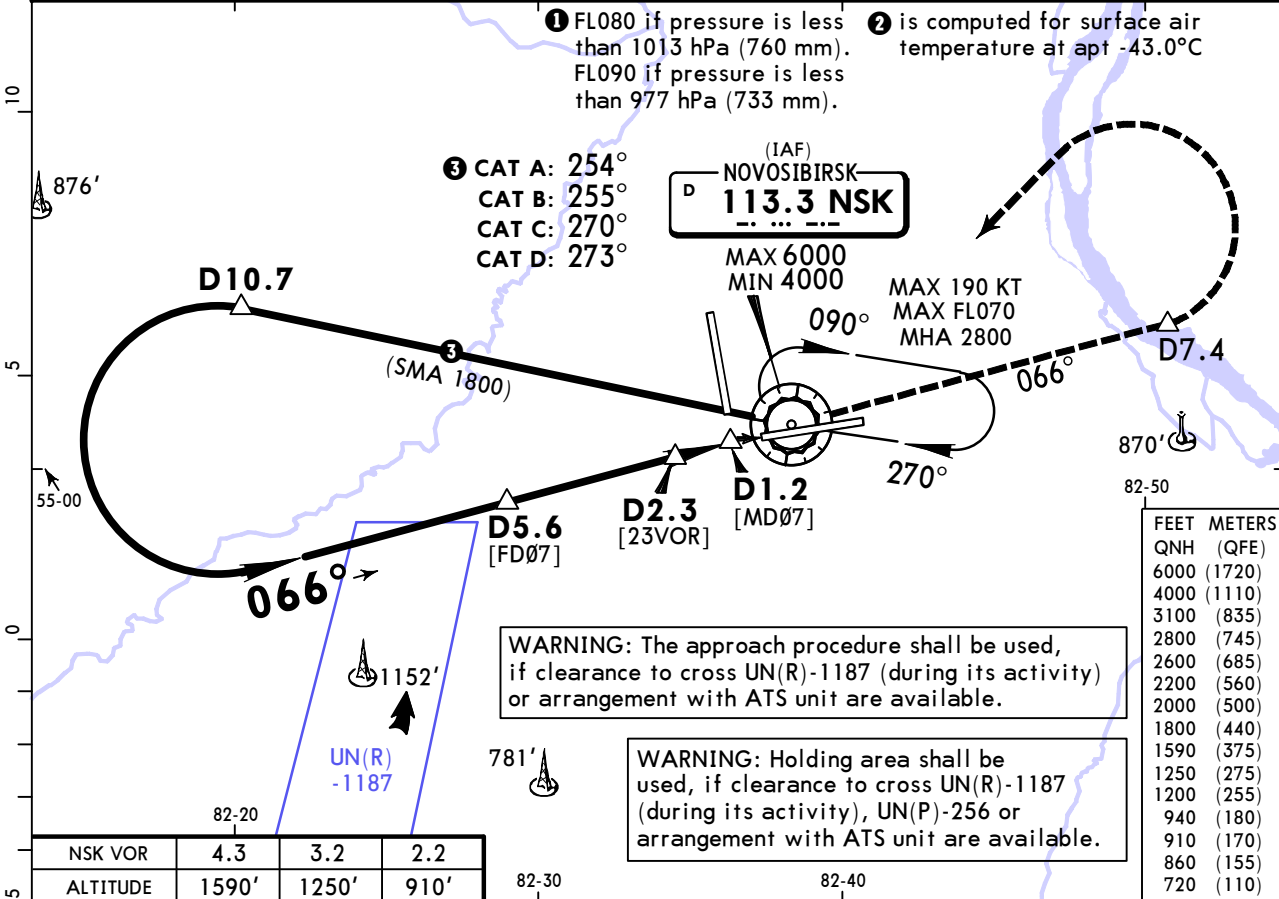 ❶ FL080 if pressure is less
than 1013 hPa (760 mm).
FL090 if pressure is less
than 977 hPa (733 mm).
❷ is computed for surface air
temperature at apt -43.0°C
10
876'
❸ CAT A: 254°
CAT B: 255°
CAT C: 270°
CAT D: 273°
(IAF)
NOVOSIBIRSK
D 113.3 NSK
MAX 6000
MIN 4000
MAX 190 KT
MAX FL070
MHA 2800
D10.7
090°
❸
(SMA 1800)
066°
D7.4
5
870'
270°
55-00
82-50
D1.2
[MDØ7]
D2.3
[23VOR]
D5.6
[FDØ7]
066°
0
WARNING: The approach procedure shall be used,
if clearance to cross UN(R)-1187 (during its activity)
or arrangement with ATS unit are available.
1152'
UN(R)
-1187
781'
WARNING: Holding area shall be
used, if clearance to cross UN(R)-1187
(during its activity), UN(P)-256 or
arrangement with ATS unit are available.
82-20
82-30
82-40
5
NSK VOR 4.3 3.2 2.2
ALTITUDE 1590' 1250' 910'
FEET METERS
QNH (QFE)
6000 (1720)
4000 (1110)
3100 (835)
2800 (745)
2600 (685)
2200 (560)
2000 (500)
1800 (440)
1590 (375)
1250 (275)
1200 (255)
940 (180)
910 (170)
860 (155)
720 (110)